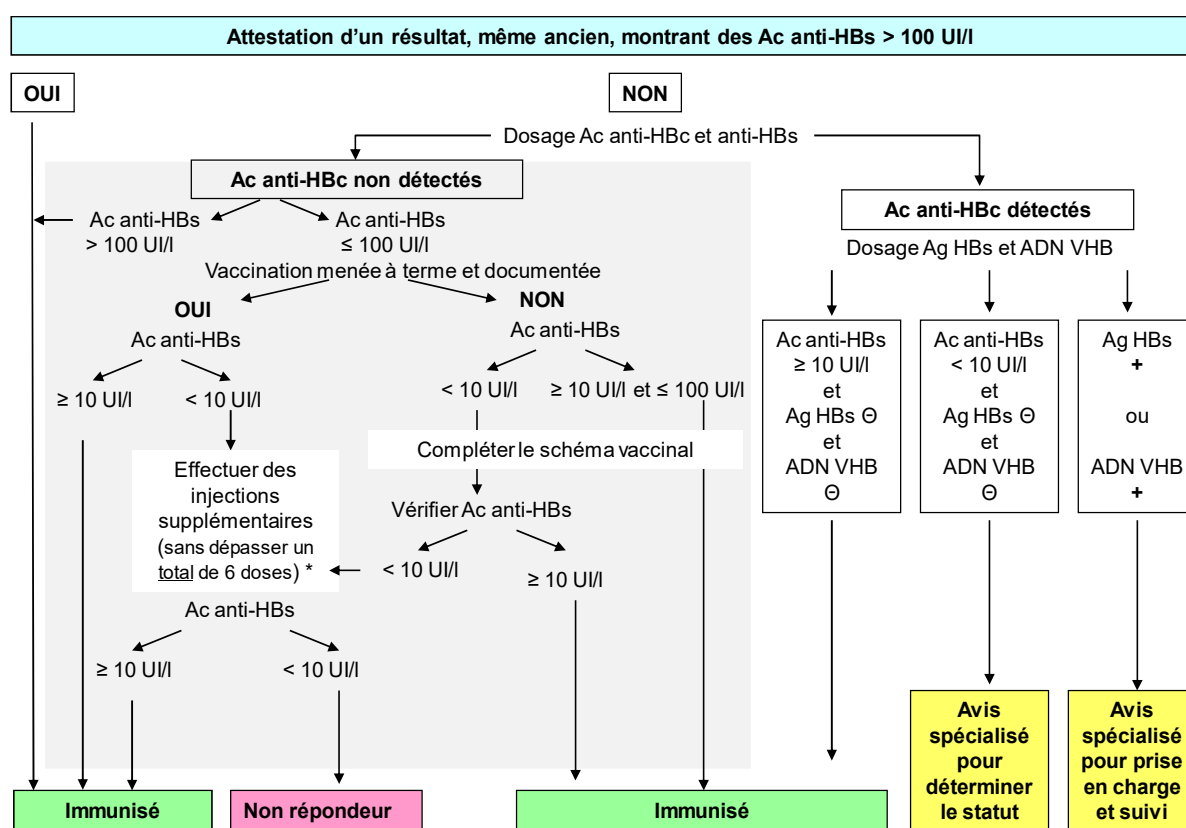 Attestation d’un résultat, même ancien, montrant des Ac anti-HBs > 100 UI/l
OUI
NON
Dosage Ac anti-HBc et anti-HBs
Ac anti-HBc non détectés
Ac anti-HBs
> 100 UI/l
Ac anti-HBs
≤ 100 UI/l
Vaccination menée à terme et documentée
OUI
Ac anti-HBs
≥ 10 UI/l
< 10 UI/l
Effectuer des
injections
supplémentaires
(sans dépasser un
total de 6 doses) *
Ac anti-HBs
≥ 10 UI/l
< 10 UI/l
NON
Ac anti-HBs
< 10 UI/l
≥ 10 UI/l et ≤ 100 UI/l
Compléter le schéma vaccinal
Vérifier Ac anti-HBs
< 10 UI/l
≥ 10 UI/l
Ac anti-HBc détectés
Dosage Ag HBs et ADN VHB
Ac anti-HBs
≥ 10 UI/l
et
Ag HBs Θ
et
ADN VHB
Θ
Ac anti-HBs
< 10 UI/l
et
Ag HBs Θ
et
ADN VHB
Θ
Ag HBs
+
ou
ADN VHB
+
Immunisé
Non répondeur
Immunisé
Avis
spécialisé
pour
déterminer
le statut
Avis
spécialisé
pour prise
en charge
et suivi